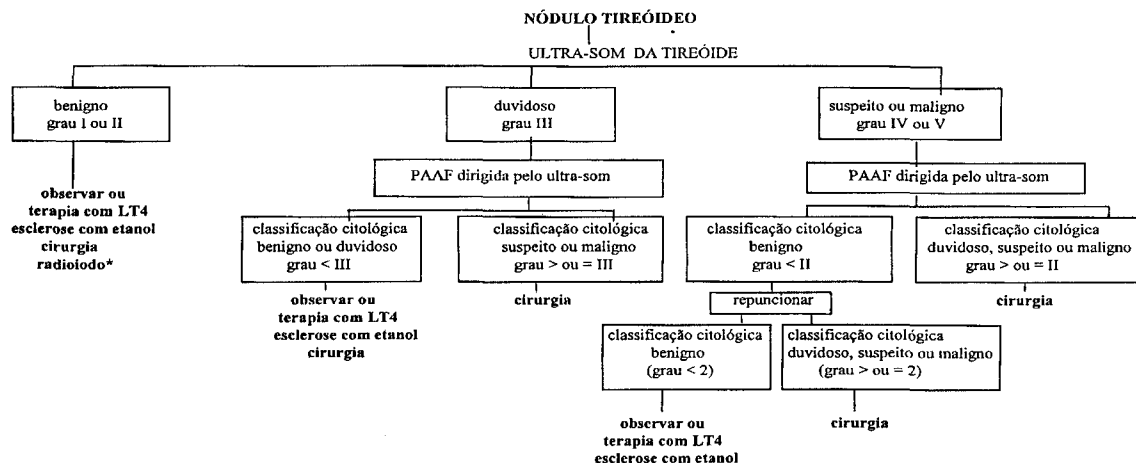 NÓDULO TIREÓIDEO
ULTRA-SOM DA TIREÓIDE
benigno
grau I ou II
duvidoso
grau III
suspeito ou maligno
grau IV ou V
observar ou
terapia com LT4
esclerose com etanol
cirurgia
radioiodo*
PAAF dirigida pelo ultra-som
PAAF dirigida pelo ultra-som
classificação citológica
benigno ou duvidoso
grau < III
classificação citológica
suspeito ou maligno
grau > ou = III
classificação citológica
benigno
grau < II
classificação citológica
duvidoso, suspeito ou maligno
grau > ou = II
observar ou
terapia com LT4
esclerose com etanol
cirurgia
cirurgia
repuncionar
cirurgia
classificação citológica
benigno
(grau < 2)
classificação citológica
duvidoso, suspeito ou maligno
(grau > ou = 2)
observar ou
terapia com LT4
esclerose com etanol
cirurgia